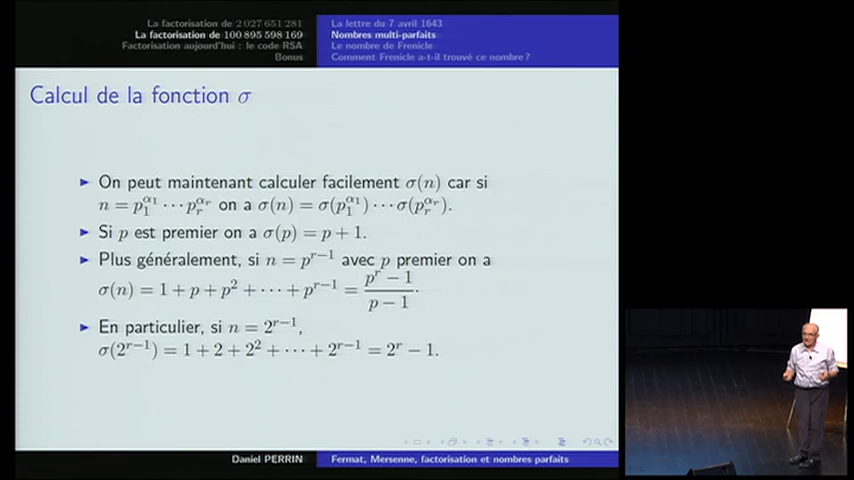 La factorisation de 2 027 651 281
La factorisation de 100 895 598 169
Factorisation aujourd'hui : le code RSA
Bonus
La lettre du 7 avril 1643
Nombres multi-parfaits
Le nombre de Frenicle
Comment Frenicle a-t-il trouvé ce nombre ?
Calcul de la fonction σ
▶ On peut maintenant calculer facilement σ(n) car si
n = p₁^{α₁} ⋯ pᵣ^{αᵣ} on a σ(n) = σ(p₁^{α₁}) ⋯ σ(pᵣ^{αᵣ}).
▶ Si p est premier on a σ(p) = p + 1.
▶ Plus généralement, si n = p^{r−1} avec p premier on a
σ(n) = 1 + p + p² + ⋯ + p^{r−1} = (p^r − 1)/(p − 1).
▶ En particulier, si n = 2^{r−1},
σ(2^{r−1}) = 1 + 2 + 2² + ⋯ + 2^{r−1} = 2^r − 1.
Daniel PERRIN
Fermat, Mersenne, factorisation et nombres parfaits